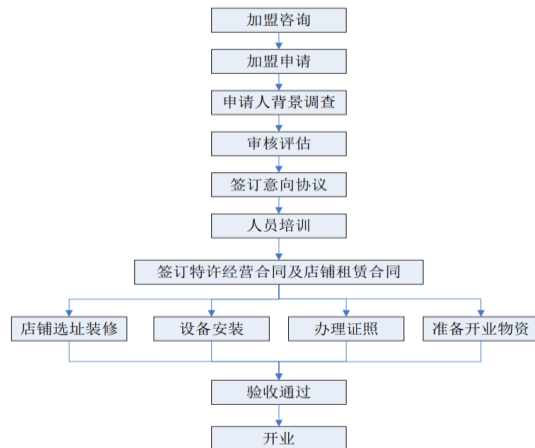 加盟咨询
加盟申请
申请人背景调查
审核评估
签订意向协议
人员培训
签订特许经营合同及店铺租赁合同
店铺选址装修
设备安装
办理证照
准备开业物资
验收通过
开业